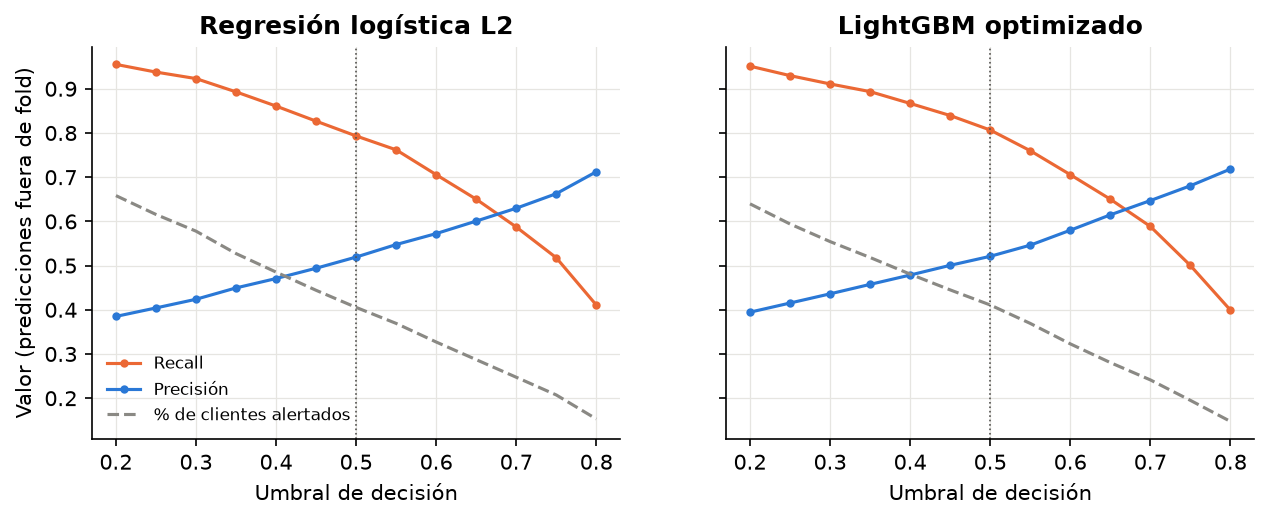 Regresión logística L2
LightGBM optimizado
Valor (predicciones fuera de fold)
0.9
0.8
0.7
0.6
0.5
0.4
0.3
0.2
Recall
Precisión
% de clientes alertados
0.2 0.3 0.4 0.5 0.6 0.7 0.8
0.2 0.3 0.4 0.5 0.6 0.7 0.8
Umbral de decisión
Umbral de decisión